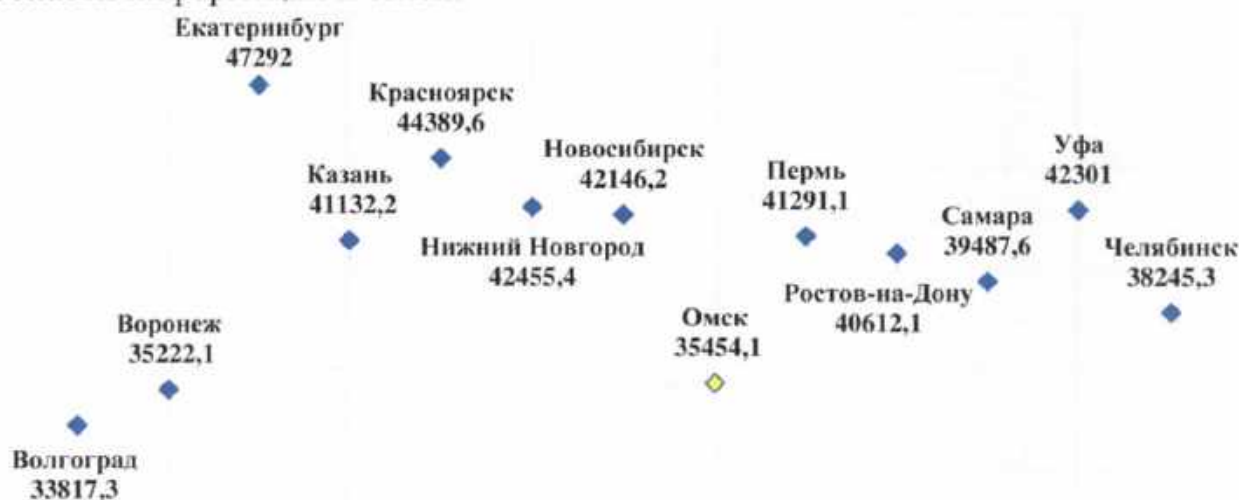 Екатеринбург
47292
Красноярск
44389,6
Казань
41132,2
Новосибирск
42146,2
Нижний Новгород
42455,4
Пермь
41291,1
Уфа
42301
Самара
39487,6
Челябинск
38245,3
Ростов-на-Дону
40612,1
Омск
35454,1
Воронеж
35222,1
Волгоград
33817,3